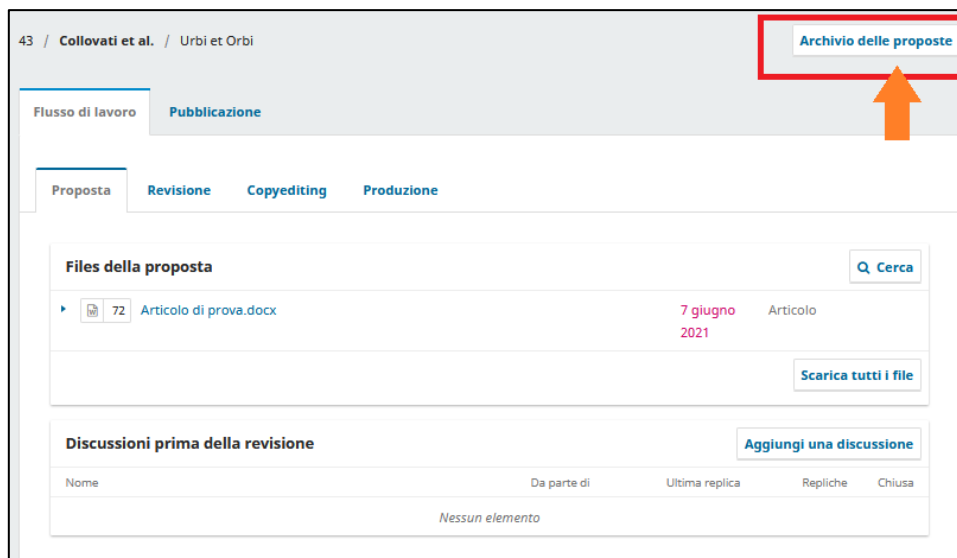 43 / Collovati et al. / Urbi et Orbi
Archivio delle proposte
Flusso di lavoro Pubblicazione
Proposta Revisione Copyediting Produzione
Files della proposta
Cerca
72 Articolo di prova.docx 7 giugno Articolo
2021
Scarica tutti i file
Discussioni prima della revisione
Aggiungi una discussione
Nome Da parte di Ultima replica Repliche Chiusa
Nessun elemento